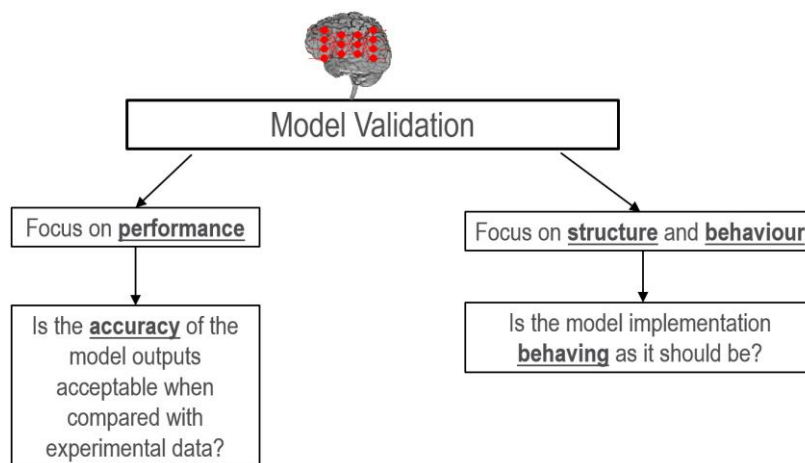 Model Validation
Focus on performance
Focus on structure and behaviour
Is the accuracy of the
model outputs
acceptable when
compared with
experimental data?
Is the model implementation
behaving as it should be?